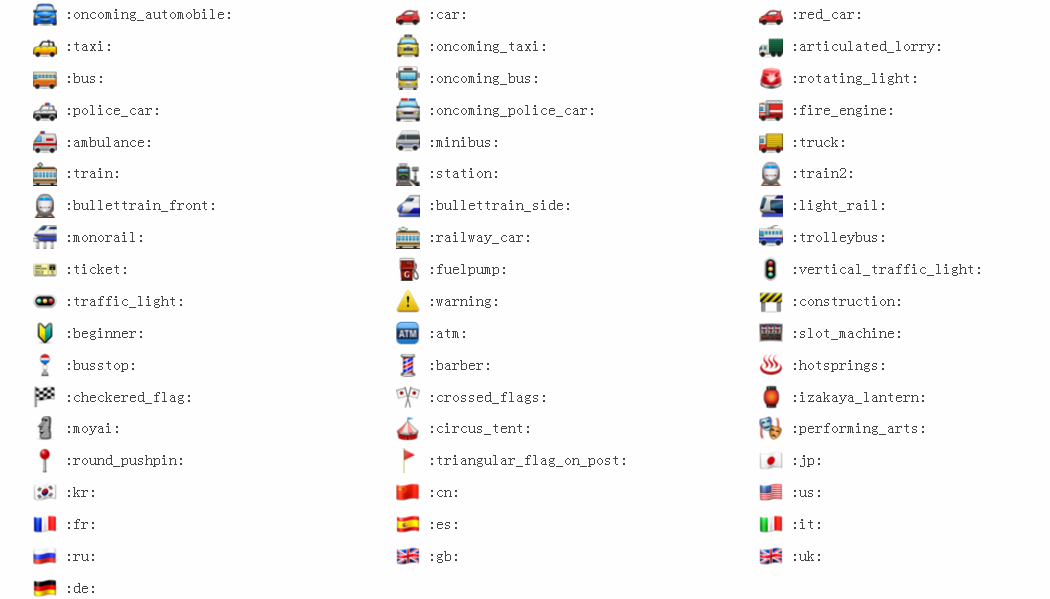 :oncoming_automobile: :car: :red_car:
:taxi: :oncoming_taxi: :articulated_lorry:
:bus: :oncoming_bus: :rotating_light:
:police_car: :oncoming_police_car: :fire_engine:
:ambulance: :minibus: :truck:
:train: :station: :train2:
:bullettrain_front: :bullettrain_side: :light_rail:
:monorail: :railway_car: :trolleybus:
:ticket: :fuelpump: :vertical_traffic_light:
:traffic_light: :warning: :construction:
:beginner: ATM :atm: :slot_machine:
:busstop: :barber: :hotsprings:
:checkered_flag: :crossed_flags: :izakaya_lantern:
:moyai: :circus_tent: :performing_arts:
:round_pushpin: :triangular_flag_on_post: :jp:
:kr: :cn: :us:
:fr: :es: :it:
:ru: :gb: :uk:
:de: